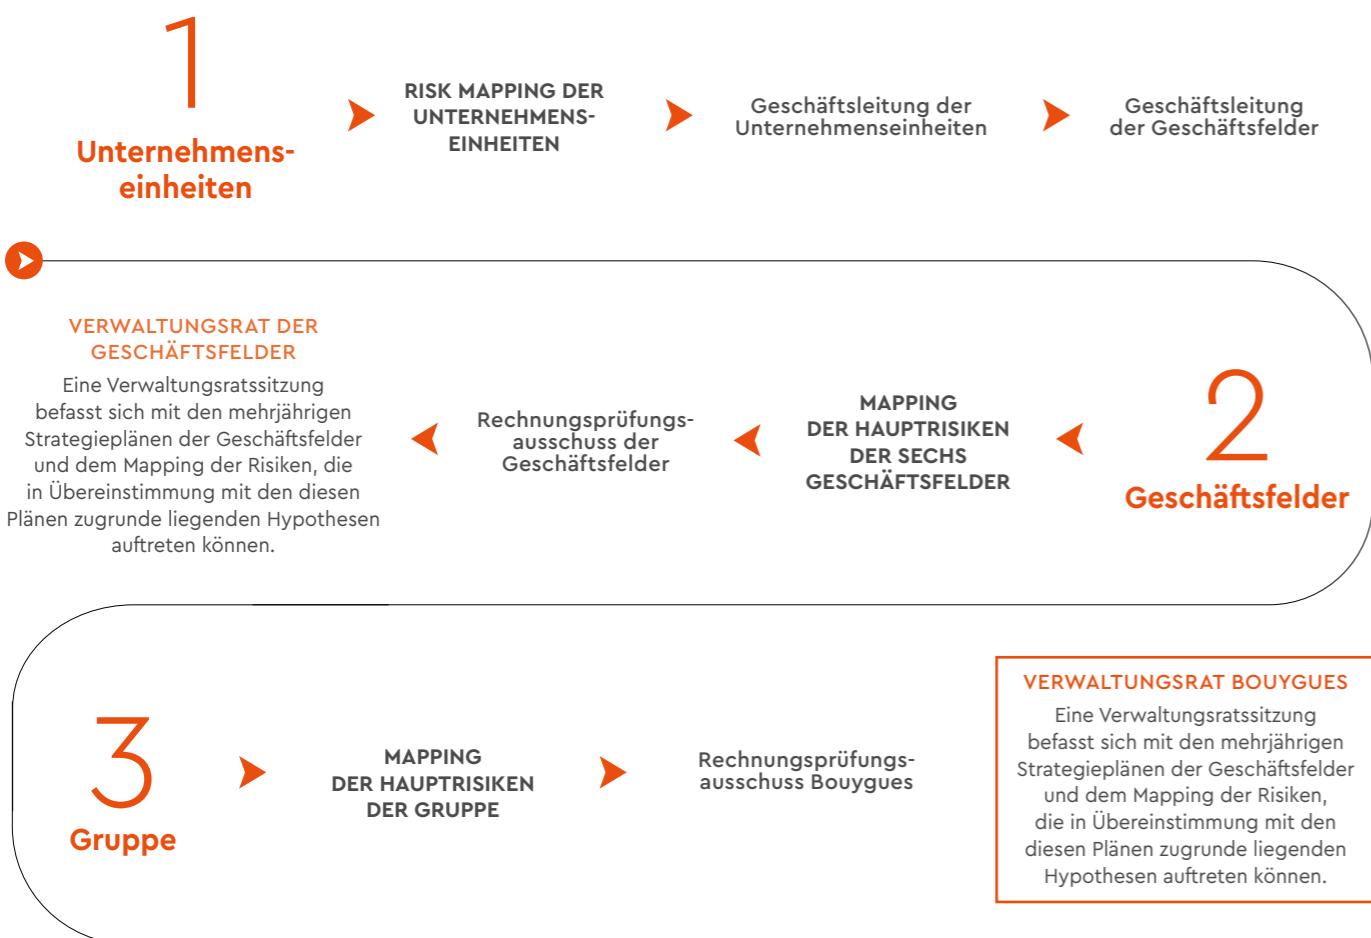 1
Unternehmens-
einheiten
RISK MAPPING DER
UNTERNEHMENS-
EINHEITEN
Geschäftsleitung der
Unternehmenseinheiten
Geschäftsleitung
der Geschäftsfelder
2
Geschäftsfelder
MAPPING
DER HAUPTRISIKEN
DER SECHS
GESCHÄFTSFELDER
Rechnungsprüfungs-
ausschuss der
Geschäftsfelder
VERWALTUNGSRAT DER
GESCHÄFTSFELDER
Eine Verwaltungsratssitzung
befasst sich mit den mehrjährigen
Strategieplänen der Geschäftsfelder
und dem Mapping der Risiken, die
in Übereinstimmung mit den diesen
Plänen zugrunde liegenden Hypothesen
auftreten können.
3
Gruppe
MAPPING
DER HAUPTRISIKEN
DER GRUPPE
Rechnungsprüfungs-
ausschuss Bouygues
VERWALTUNGSRAT BOUYGUES
Eine Verwaltungsratssitzung
befasst sich mit den mehrjährigen
Strategieplänen der Geschäftsfelder
und dem Mapping der Risiken,
die in Übereinstimmung mit den
diesen Plänen zugrunde liegenden
Hypothesen auftreten können.